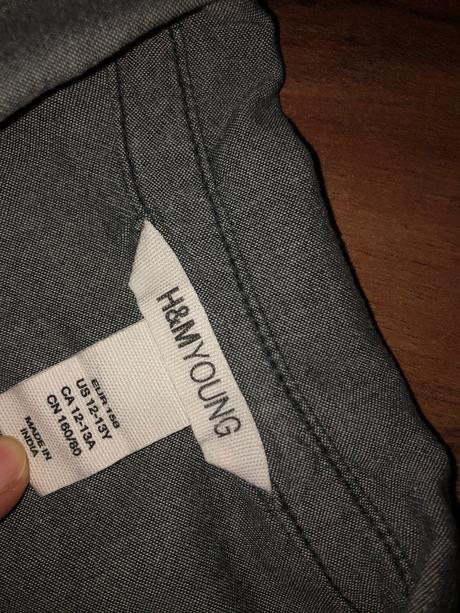 H&MYOUNG
EUR 158
US 12-13Y
CA 12-13A
CN 160/80
MADE IN
INDIA